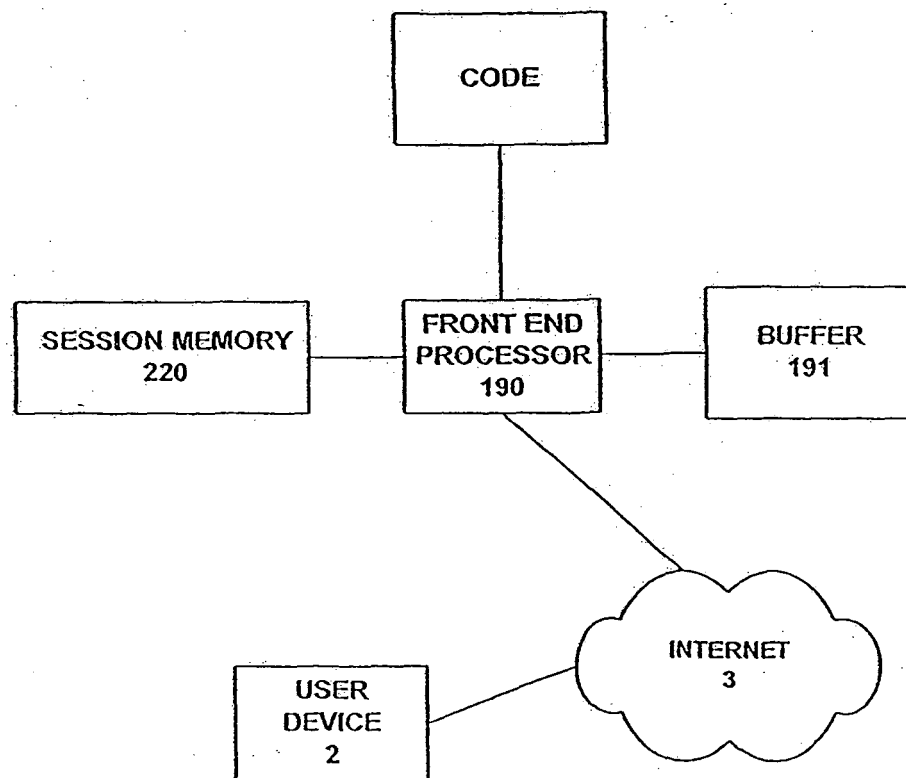 CODE
SESSION MEMORY
220
FRONT END
PROCESSOR
190
BUFFER
191
INTERNET
3
USER
DEVICE
2